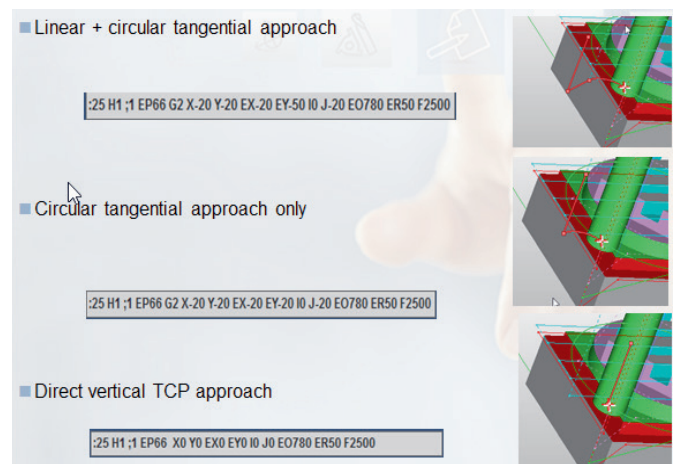 Linear + circular tangential approach
:25 H1 ;1 EP66 G2 X-20 Y-20 EX-20 EY-50 I0 J-20 EO780 ER50 F2500
Circular tangential approach only
:25 H1 ;1 EP66 G2 X-20 Y-20 EX-20 EY-20 I0 J-20 EO780 ER50 F2500
Direct vertical TCP approach
:25 H1 ;1 EP66 X0 Y0 EX0 EY0 I0 J0 EO780 ER50 F2500